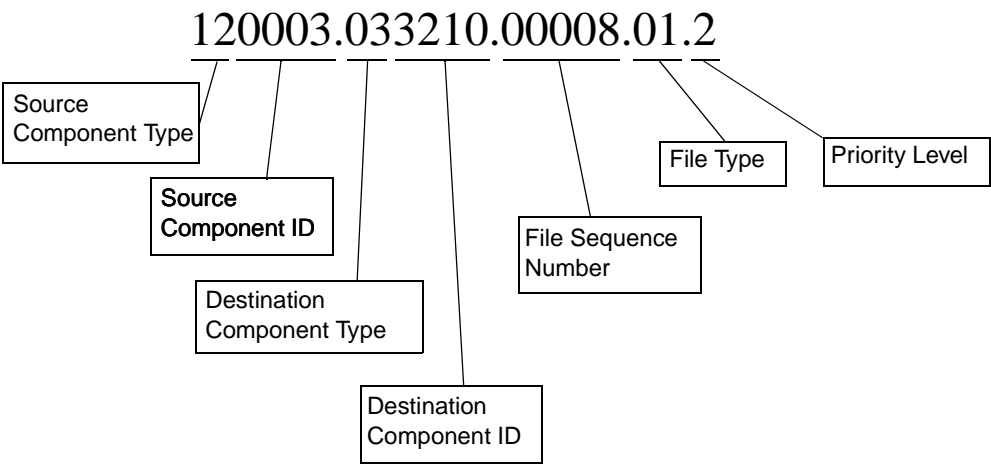 120003.033210.00008.01.2
Source
Component Type
File Type
Priority Level
Source
Component ID
File Sequence
Number
Destination
Component Type
Destination
Component ID